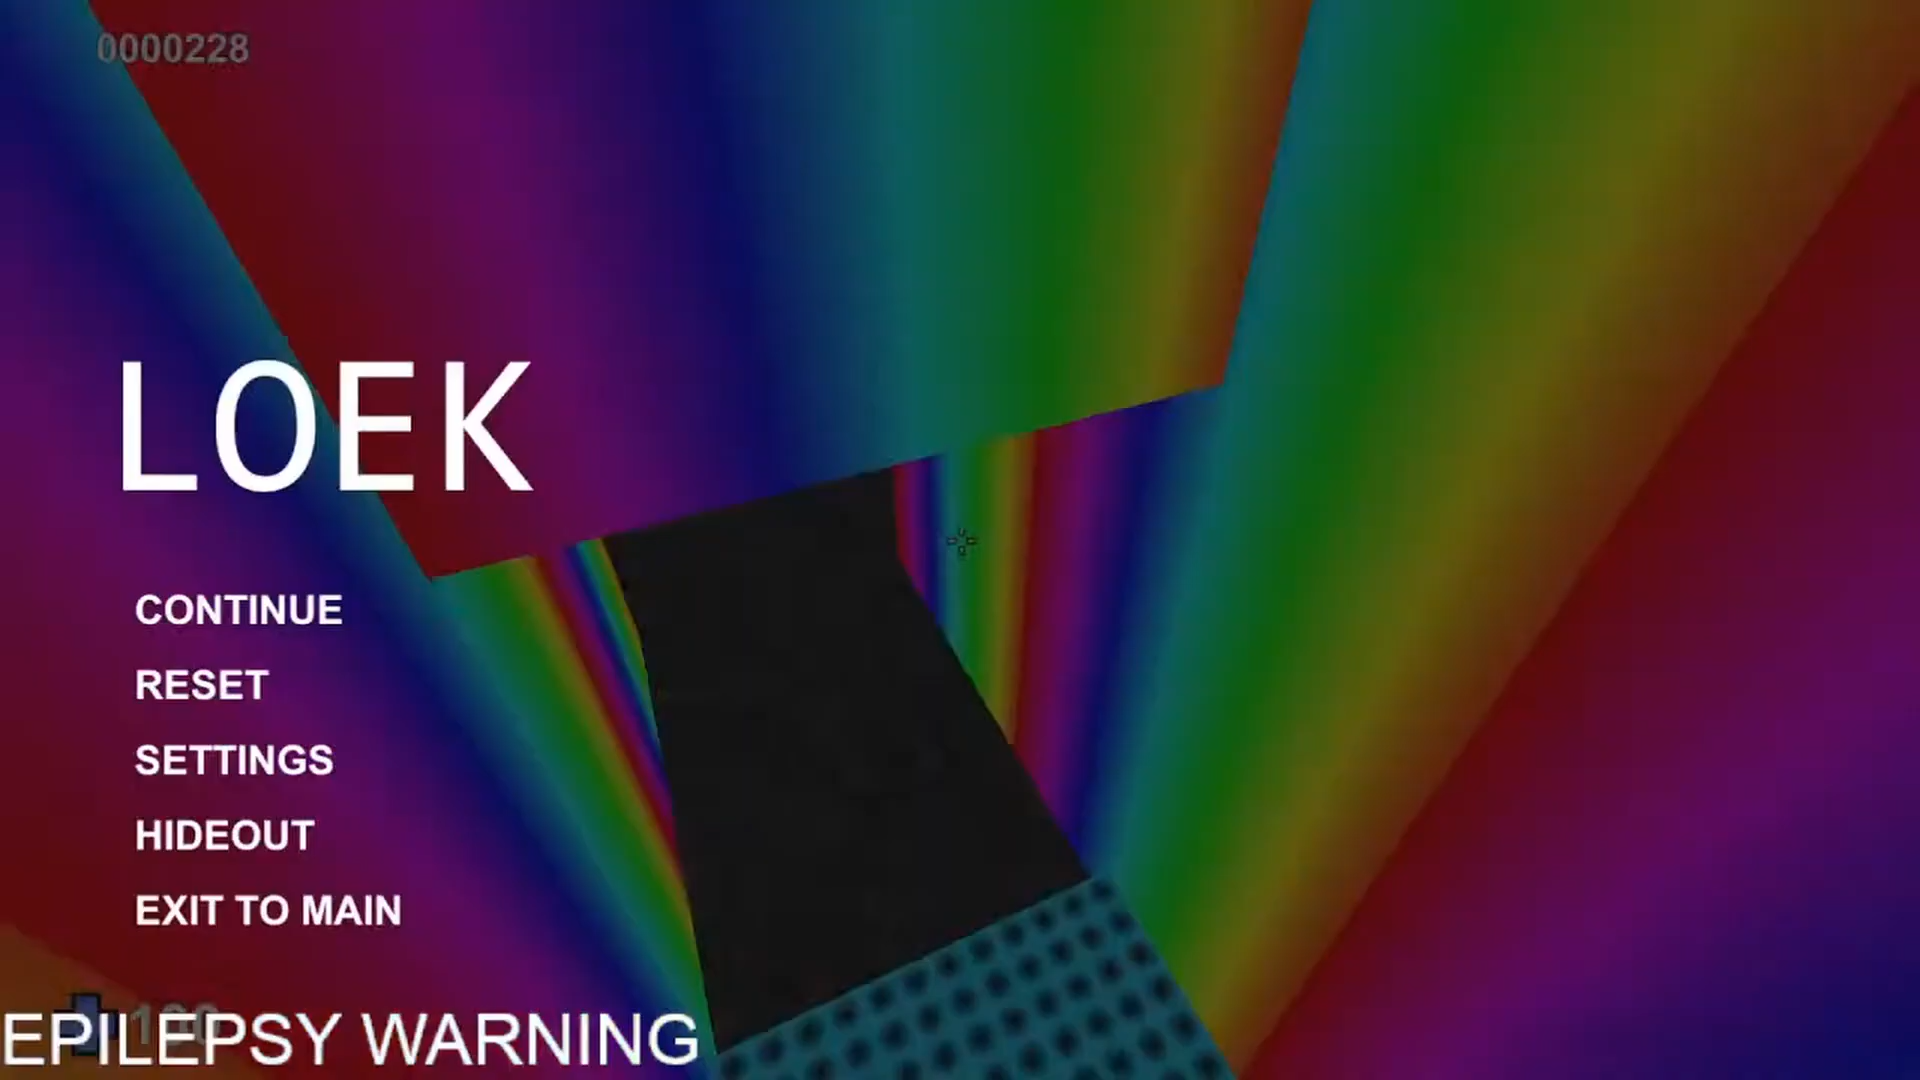 0000228
LOEK
CONTINUE
RESET
SETTINGS
HIDEOUT
EXIT TO MAIN
EPILEPSY WARNING